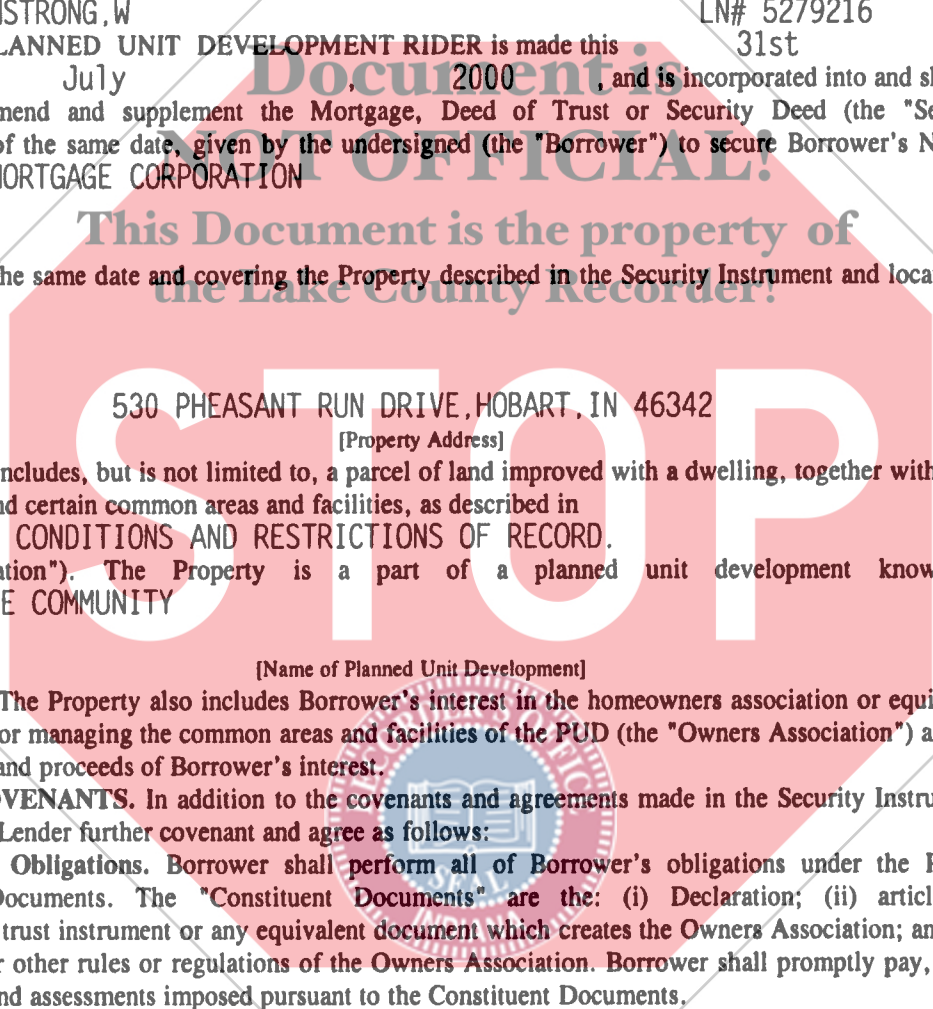 NSTRONG,W LN# 5279216
LANNED UNIT DEVELOPMENT RIDER is made this 31st
July , 2000 , and is incorporated into and sh
mend and supplement the Mortgage, Deed of Trust or Security Deed (the "Se
of the same date, given by the undersigned (the "Borrower") to secure Borrower's N
MORTGAGE CORPORATION
he same date and covering the Property described in the Security Instrument and loca
Document is
NOT OFFICIAL!
This Document is the property of
the Lake County Recorder!
STOP
530 PHEASANT RUN DRIVE,HOBART,IN 46342
[Property Address]
ncludes, but is not limited to, a parcel of land improved with a dwelling, together with
nd certain common areas and facilities, as described in
CONDITIONS AND RESTRICTIONS OF RECORD.
ation"). The Property is a part of a planned unit development know
E COMMUNITY
[Name of Planned Unit Development]
The Property also includes Borrower's interest in the homeowners association or equi
or managing the common areas and facilities of the PUD (the "Owners Association") a
and proceeds of Borrower's interest.
OVENANTS. In addition to the covenants and agreements made in the Security Instru
Lender further covenant and agree as follows:
Obligations. Borrower shall perform all of Borrower's obligations under the P
Documents. The "Constituent Documents" are the: (i) Declaration; (ii) articl
trust instrument or any equivalent document which creates the Owners Association; an
r other rules or regulations of the Owners Association. Borrower shall promptly pay,
nd assessments imposed pursuant to the Constituent Documents.
SEAL
INDIANA